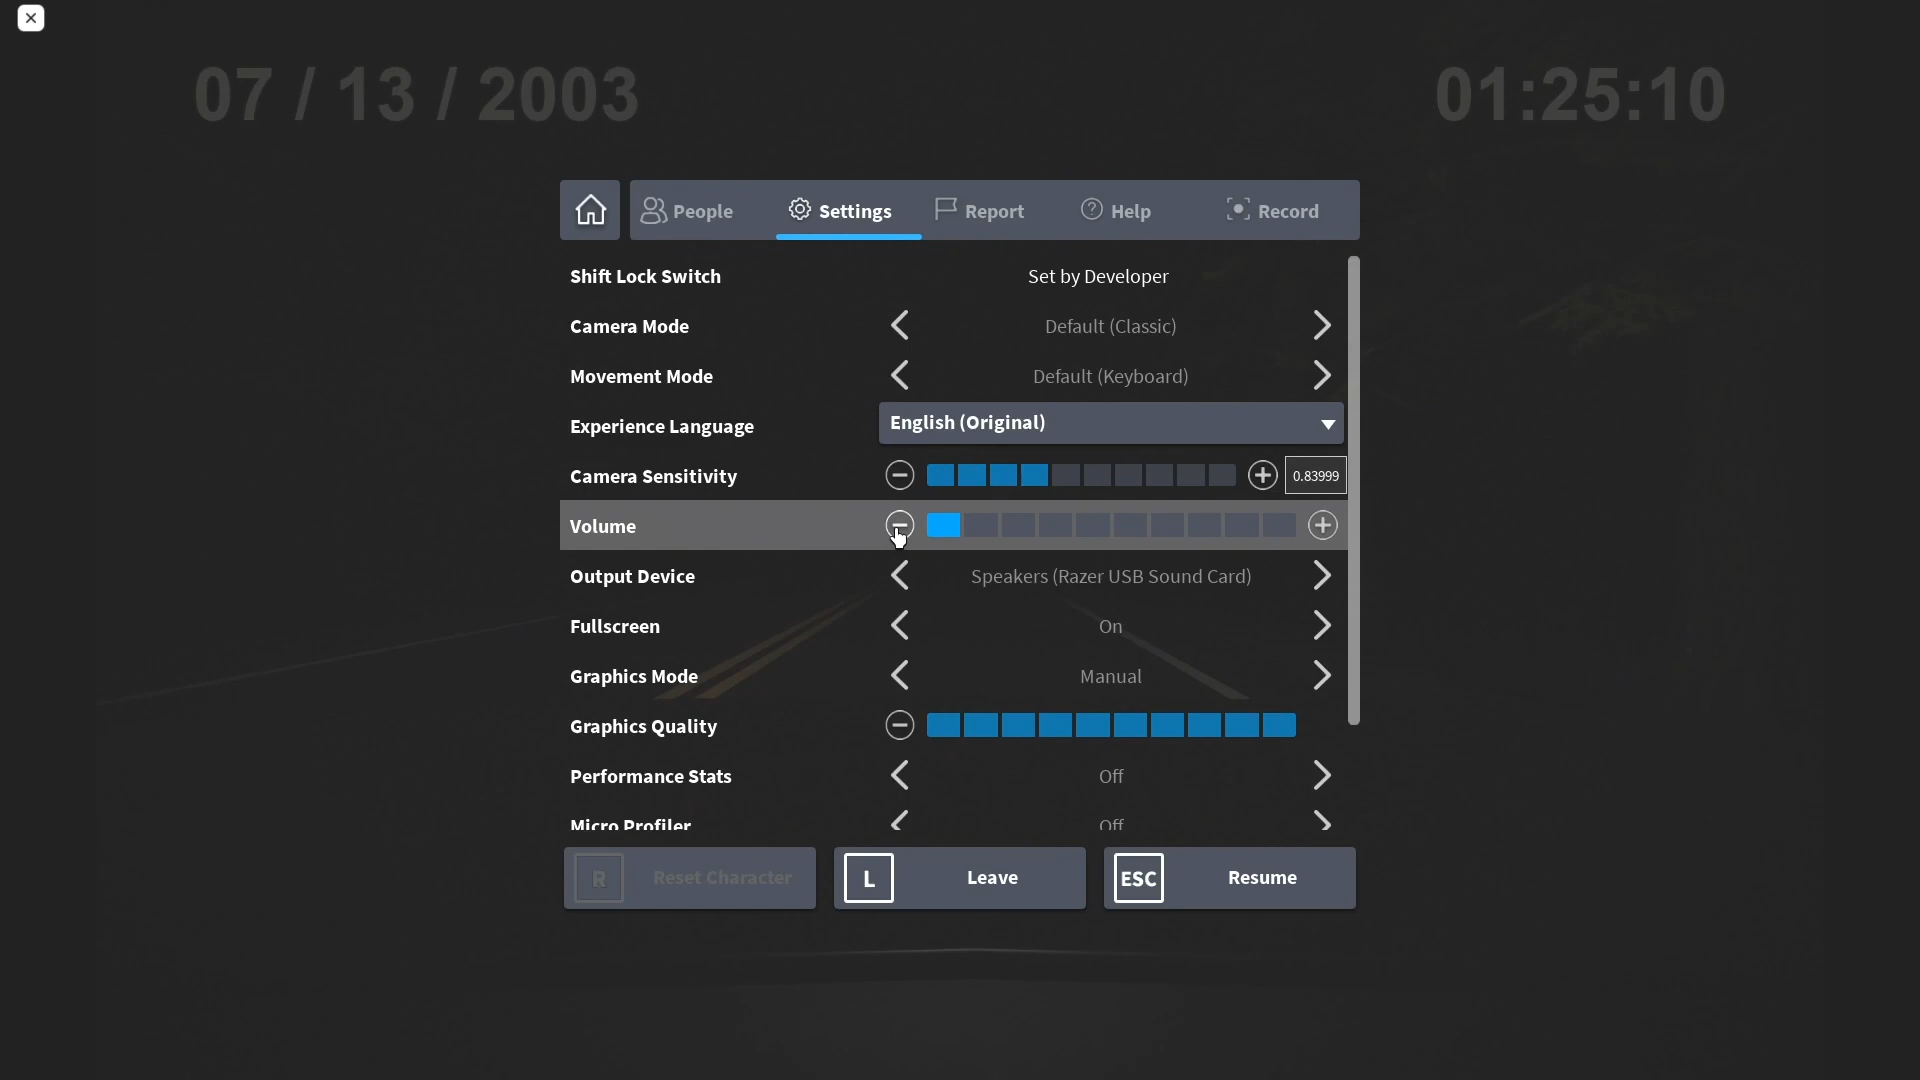 07 / 13 / 2003
01:25:10
People
Settings
Report
Help
Record
Shift Lock Switch
Set by Developer
Camera Mode
Default (Classic)
Movement Mode
Default (Keyboard)
Experience Language
English (Original)
Camera Sensitivity
0.83999
Volume
Output Device
Speakers (Razer USB Sound Card)
Fullscreen
On
Graphics Mode
Manual
Graphics Quality
Performance Stats
Off
Micro Profiler
Off
R Reset Character
L Leave
ESC Resume